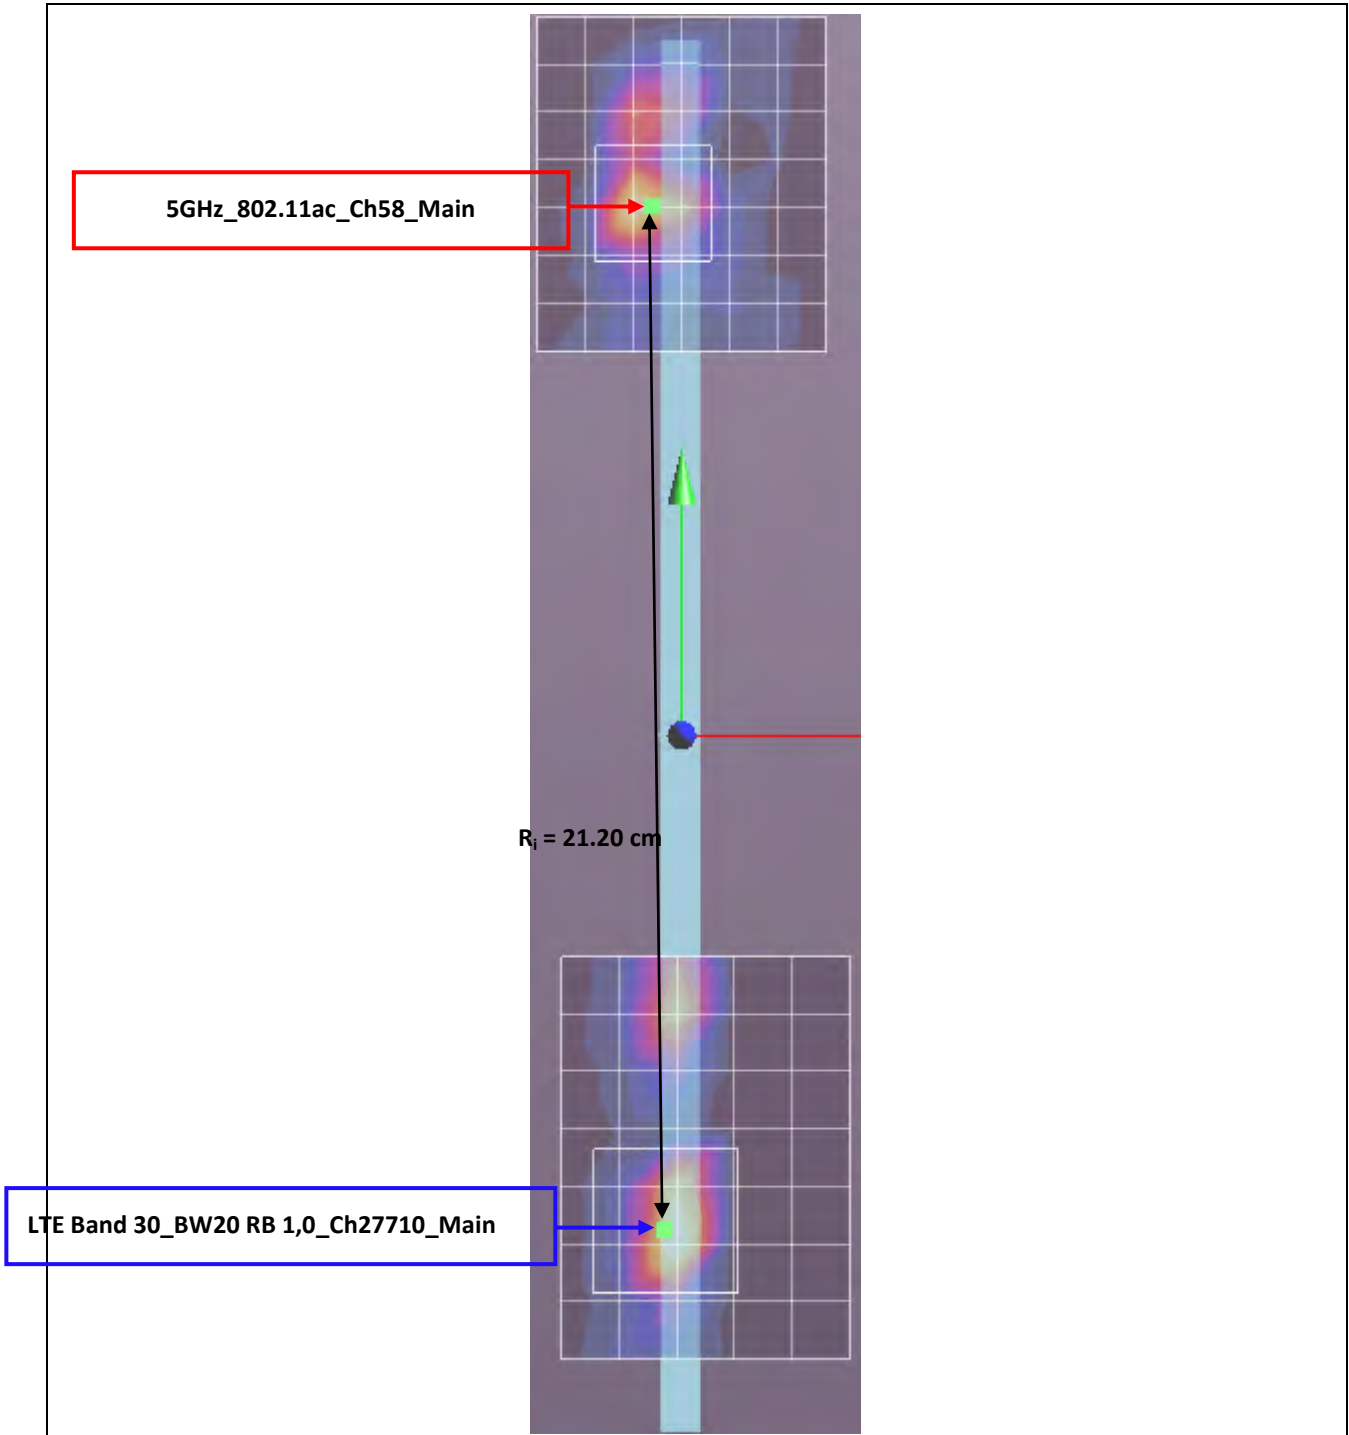 5GHz_802.11ac_Ch58_Main
Ri = 21.20 cm
LTE Band 30_BW20 RB 1,0_Ch27710_Main